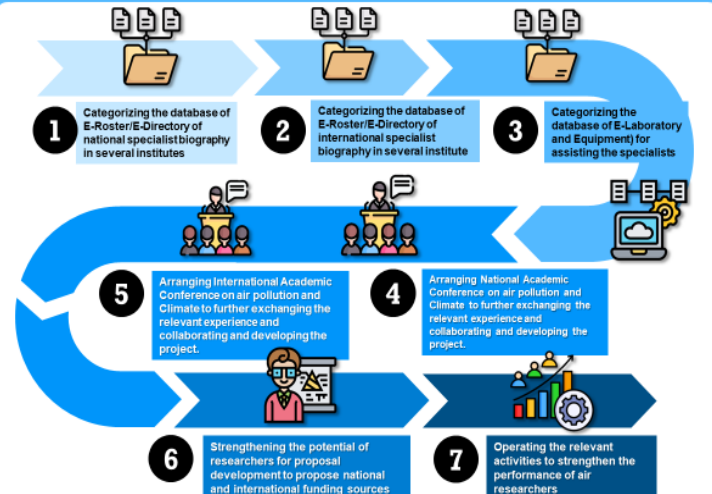 1
Categorizing the database of
E-Roster/E-Directory of
national specialist biography
in several institutes
2
Categorizing the database of
E-Roster/E-Directory of
international specialist
biography in several institute
3
Categorizing the
database of E-Laboratory
and Equipment) for
assisting the specialists
4
Arranging National Academic
Conference on air pollution and
Climate to further exchanging the
relevant experience and
collaborating and developing the
project.
5
Arranging International Academic
Conference on air pollution and
Climate to further exchanging the
relevant experience and
collaborating and developing the
project.
6
Strengthening the potential of
researchers for proposal
development to propose national
and international funding sources
7
Operating the relevant
activities to strengthen the
performance of air
researchers